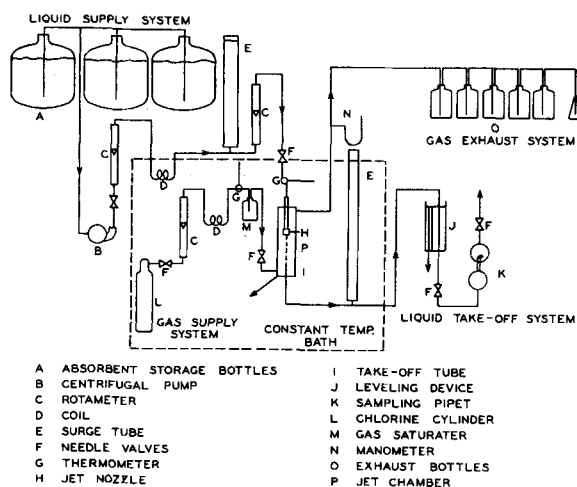 LIQUID SUPPLY SYSTEM
A
E
C
N
O
GAS EXHAUST SYSTEM
C
D
F
G
E
B
G
M
H
P
J
F
C
D
F
I
K
F
L
F
GAS SUPPLY
SYSTEM
CONSTANT TEMP.
BATH
LIQUID TAKE-OFF SYSTEM
A ABSORBENT STORAGE BOTTLES
B CENTRIFUGAL PUMP
C ROTAMETER
D COIL
E SURGE TUBE
F NEEDLE VALVES
G THERMOMETER
H JET NOZZLE
I TAKE-OFF TUBE
J LEVELING DEVICE
K SAMPLING PIPET
L CHLORINE CYLINDER
M GAS SATURATER
N MANOMETER
O EXHAUST BOTTLES
P JET CHAMBER